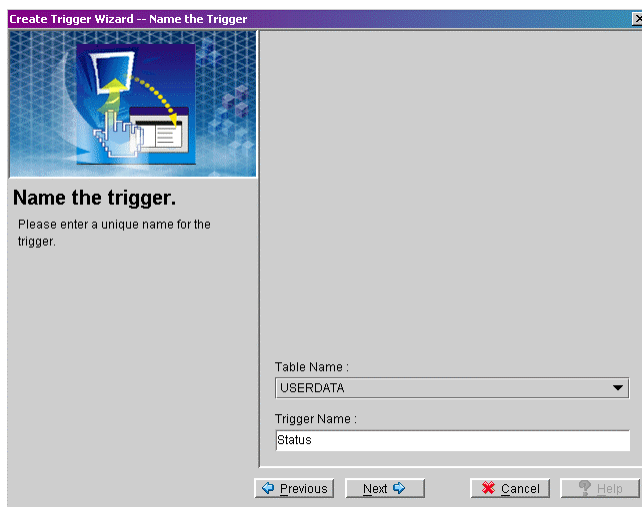 Create Trigger Wizard -- Name the Trigger
Name the trigger.
Please enter a unique name for the
trigger.
Table Name :
USERDATA
Trigger Name :
Status
Previous
Next
Cancel
Help